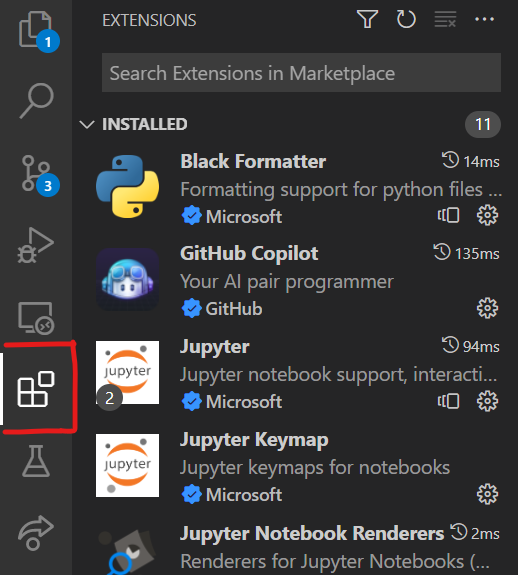 EXTENSIONS
1
Search Extensions in Marketplace
INSTALLED 11
3
Black Formatter 14ms
Formatting support for python files ...
Microsoft
GitHub Copilot 135ms
Your AI pair programmer
GitHub
Jupyter 94ms
jupyter
Jupyter notebook support, interacti...
2
Microsoft
Jupyter Keymap
jupyter
Jupyter keymaps for notebooks
Microsoft
Jupyter Notebook Renderers 2ms
Renderers for Jupyter Notebooks (...